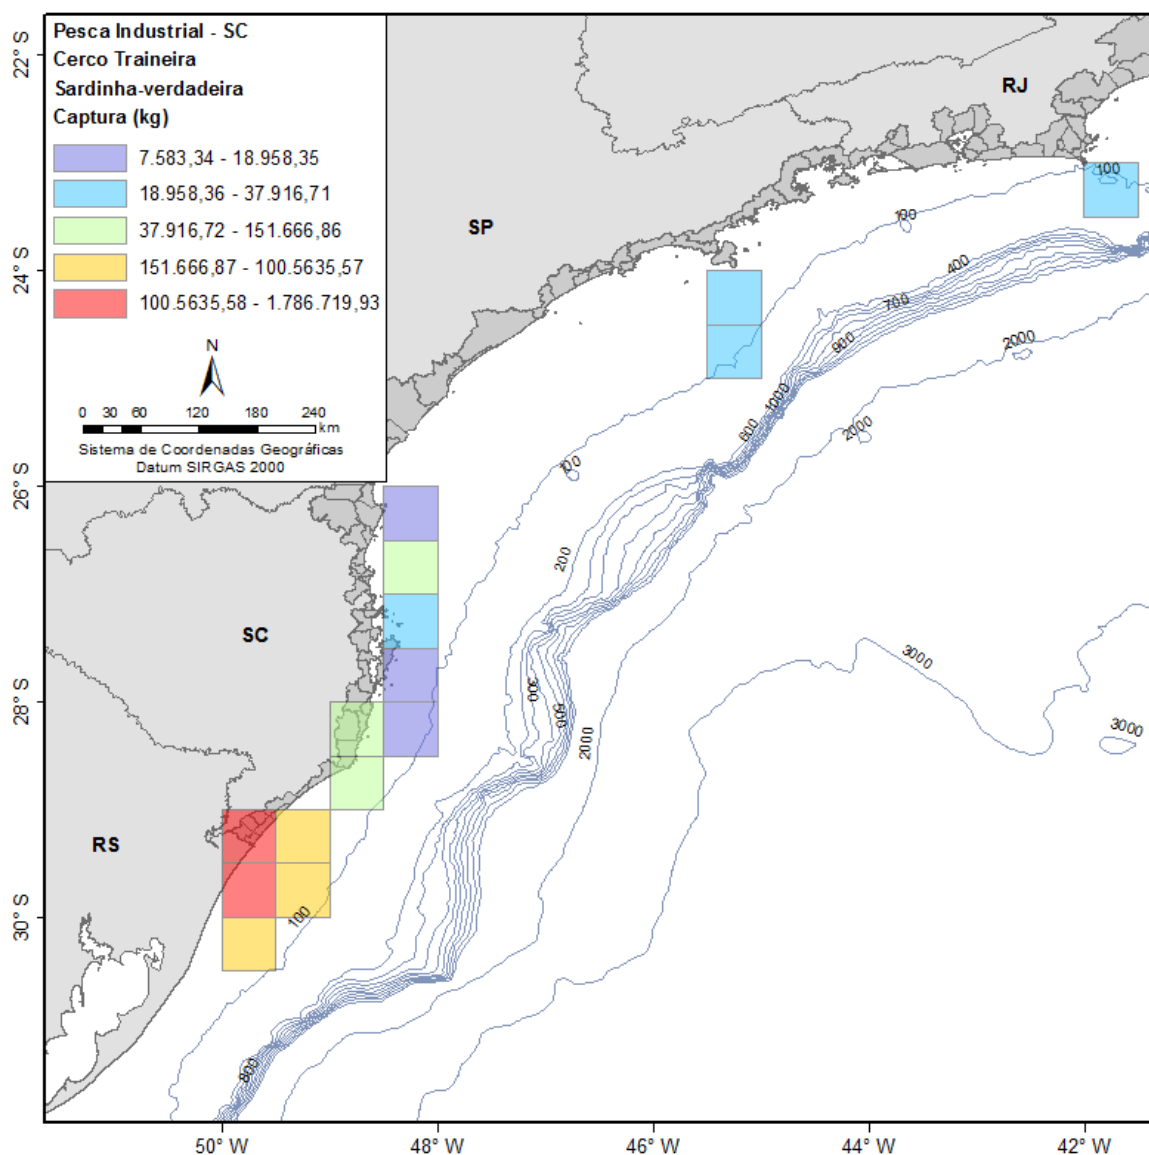 Pesca Industrial - SC
Cerco Traineira
Sardinha-verdadeira
Captura (kg)
7.583,34 - 18.958,35
18.958,36 - 37.916,71
37.916,72 - 151.666,86
151.666,87 - 100.5635,57
100.5635,58 - 1.786.719,93
N
0 30 60 120 180 240
km
Sistema de Coordenadas Geográficas
Datum SIRGAS 2000
22° S
24° S
26° S
28° S
30° S
RJ
SP
SC
RS
100
100
400
700
900
2000
1000
600
2000
100
200
3000
300
500
2000
3000
100
800
50° W
48° W
46° W
44° W
42° W